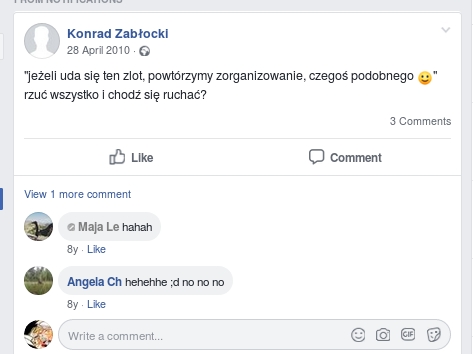 FROM NOTIFICATIONS
Konrad Zabłocki
28 April 2010 ·
"jeżeli uda się ten zlot, powtórzymy zorganizowanie, czegoś podobnego 🙂"
rzuć wszystko i chodź się ruchać?
3 Comments
Like Comment
View 1 more comment
Maja Le hahah
8y · Like
Angela Ch hehehhe ;d no no no
8y · Like
Write a comment...
GIF